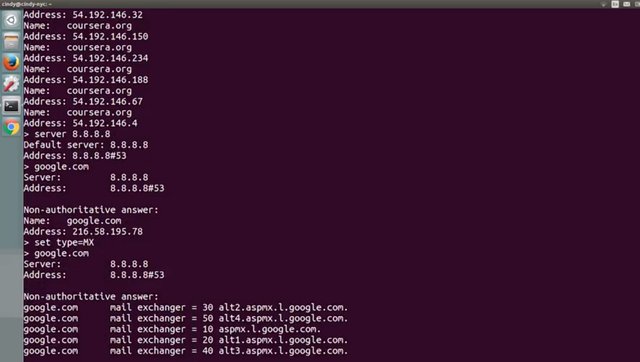 cindy@cindy-nyc: ~
Address: 54.192.146.32
Name: coursera.org
Address: 54.192.146.150
Name: coursera.org
Address: 54.192.146.234
Name: coursera.org
Address: 54.192.146.188
Name: coursera.org
Address: 54.192.146.67
Name: coursera.org
Address: 54.192.146.4
> server 8.8.8.8
Default server: 8.8.8.8
Address: 8.8.8.8#53
> google.com
Server: 8.8.8.8
Address: 8.8.8.8#53
Non-authoritative answer:
Name: google.com
Address: 216.58.195.78
> set type=MX
> google.com
Server: 8.8.8.8
Address: 8.8.8.8#53
Non-authoritative answer:
google.com mail exchanger = 30 alt2.aspmx.l.google.com.
google.com mail exchanger = 50 alt4.aspmx.l.google.com.
google.com mail exchanger = 10 aspmx.l.google.com.
google.com mail exchanger = 20 alt1.aspmx.l.google.com.
google.com mail exchanger = 40 alt3.aspmx.l.google.com.